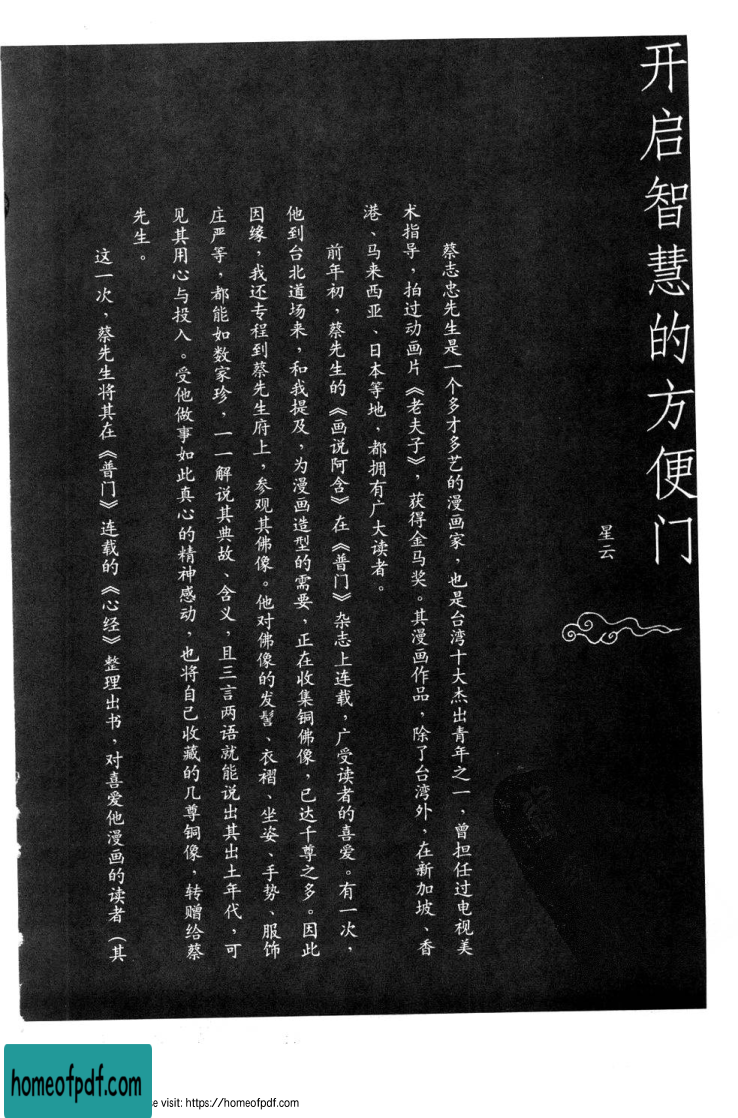 开启智慧的方便门
星云
蔡志忠先生是一个多才多艺的漫画家，也是台湾十大杰出青年之一，曾担任过电视美
术指导，拍过动画片《老夫子》，获得金马奖。其漫画作品，除了台湾外，在新加坡、香
港、马来西亚、日本等地，都拥有广大读者。
前年初，蔡先生的《画说阿含》在《普门》杂志上连载，广受读者的喜爱。有一次，
他到台北道场来，和我提及，为漫画造型的需要，正在收集铜佛像，已达千尊之多。因此
因缘，我还专程到蔡先生府上，参观其佛像。他对佛像的发髻、衣褶、坐姿、手势、服饰
庄严等，都能如数家珍，一一解说其典故、含义，且三言两语就能说出其出土年代，可
见其用心与投入。受他做事如此真心的精神感动，也将自己收藏的几尊铜像，转赠给蔡
先生。
这一次，蔡先生将其在《普门》连载的《心经》整理出书，对喜爱他漫画的读者（其
homeofpdf.com
se visit: https://homeofpdf.com